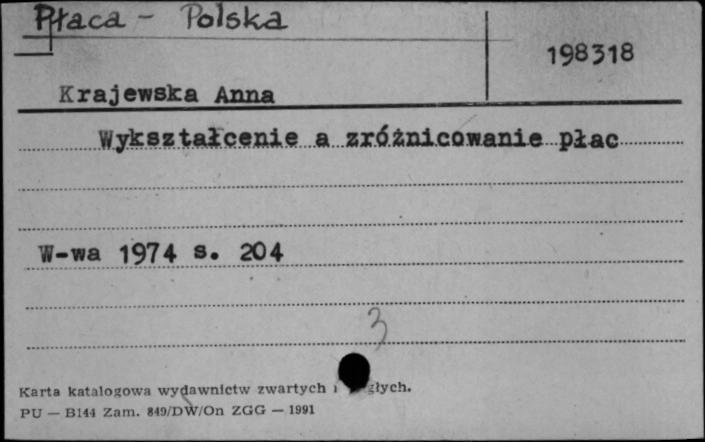 Płaca - Polska
198318
Krajewska Anna
Wykształcenie a zróżnicowanie płac
W-wa 1974 s. 204
3
Karta katalogowa wydawnictw zwartych i głych.
PU — B144 Zam. 849/DW/On ZGG — 1991